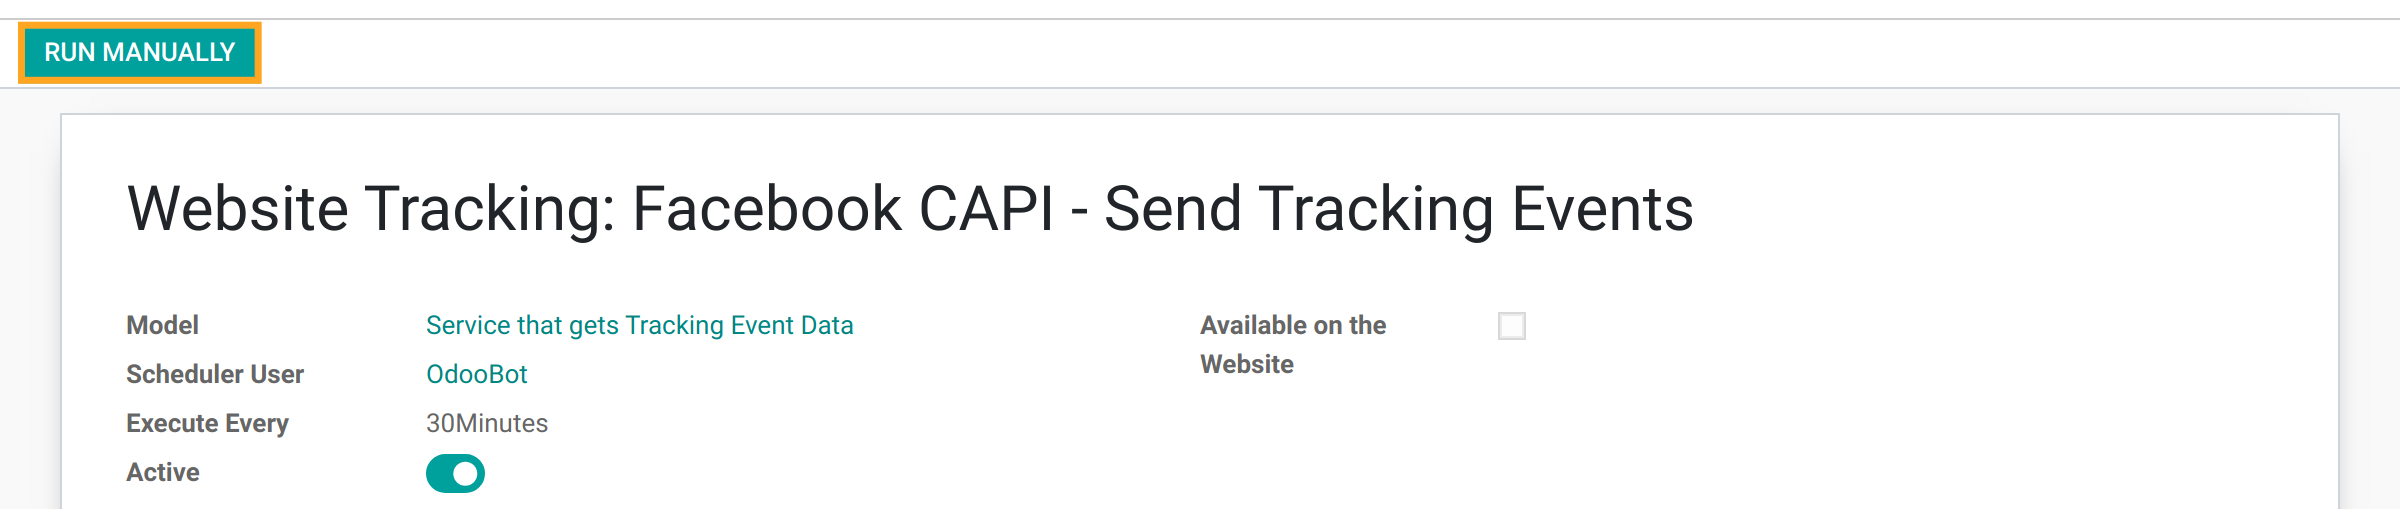 RUN MANUALLY
Website Tracking: Facebook CAPI - Send Tracking Events
Model
Service that gets Tracking Event Data
Scheduler User
OdooBot
Execute Every
30Minutes
Active
Available on the
Website